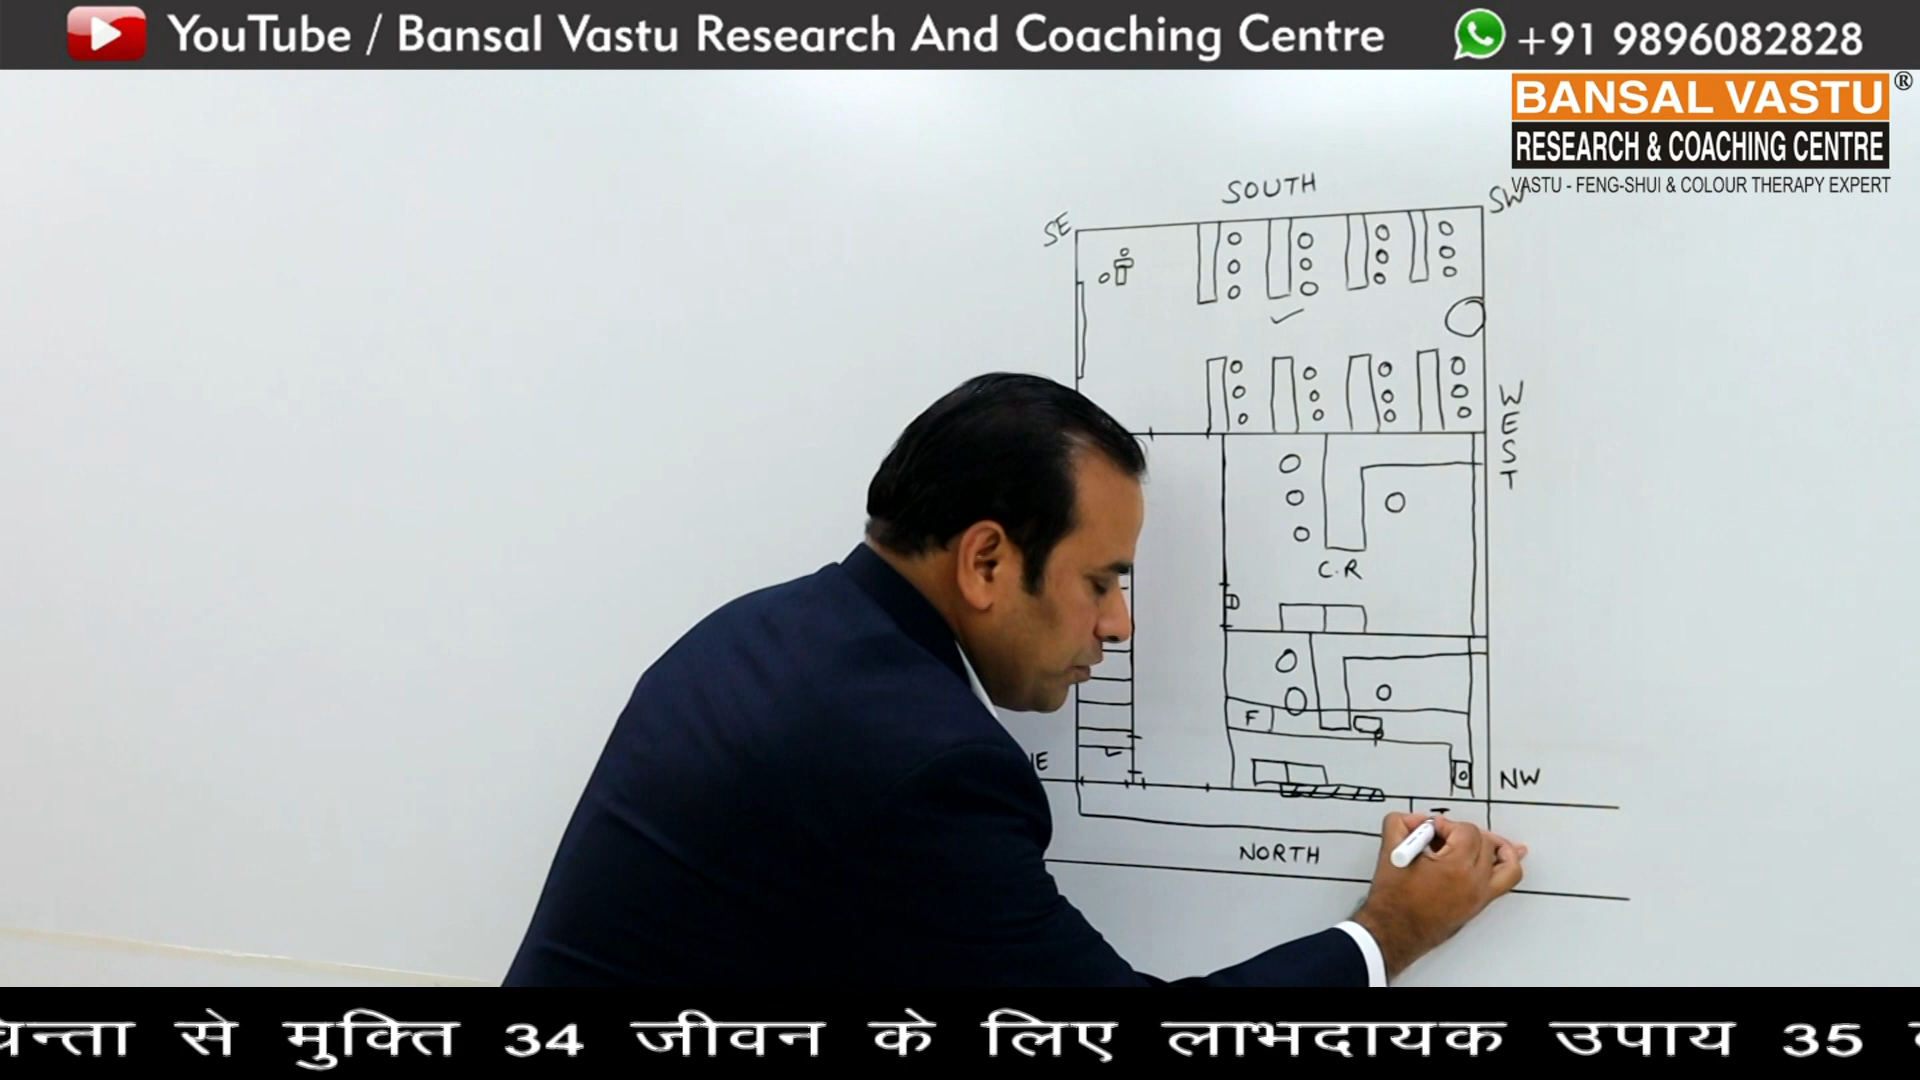 YouTube / Bansal Vastu Research And Coaching Centre
+91 9896082828
BANSAL VASTU ®
RESEARCH & COACHING CENTRE
VASTU - FENG-SHUI & COLOUR THERAPY EXPERT
SOUTH
SE
SW
WEST
C.R
F
NW
NORTH
से मुक्ति 34 जीवन के लिए लाभदायक उपाय 35